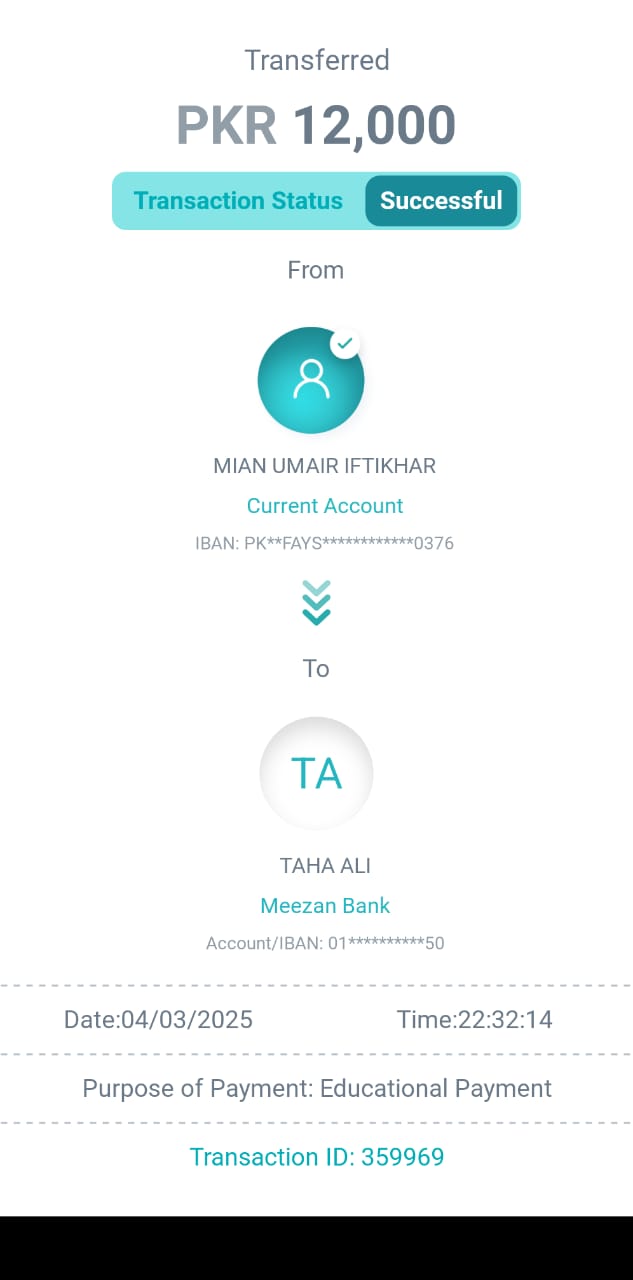 Transferred
PKR 12,000
Transaction Status Successful
From
MIAN UMAIR IFTIKHAR
Current Account
IBAN: PK**FAYS************0376
To
TA
TAHA ALI
Meezan Bank
Account/IBAN: 01**********50
Date:04/03/2025 Time:22:32:14
Purpose of Payment: Educational Payment
Transaction ID: 359969